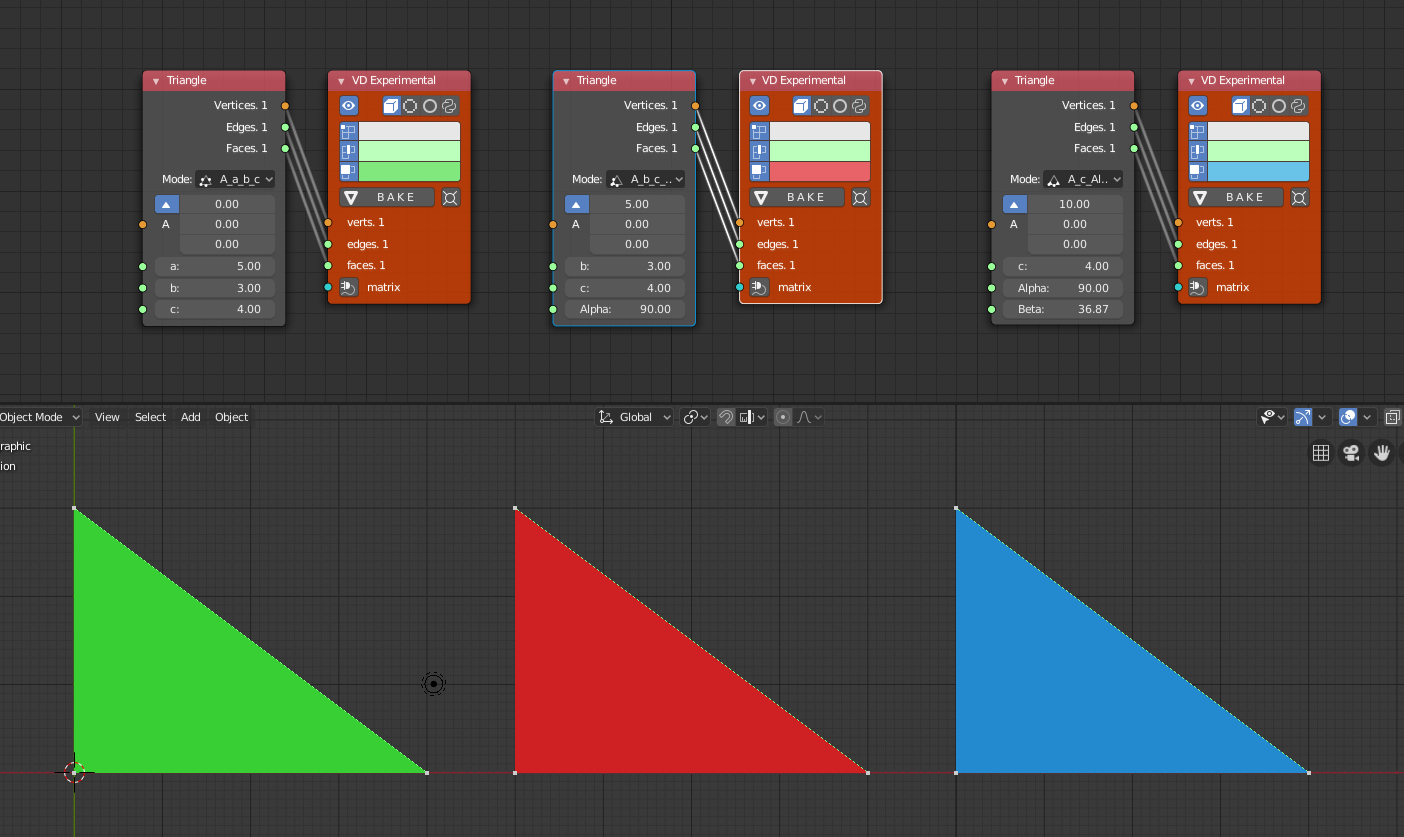 Triangle
Vertices. 1
Edges. 1
Faces. 1
Mode: A_a_b_c
0.00
A 0.00
0.00
a: 5.00
b: 3.00
c: 4.00
VD Experimental
BAKE
verts. 1
edges. 1
faces. 1
matrix
Triangle
Vertices. 1
Edges. 1
Faces. 1
Mode: A_b_c_..
5.00
A 0.00
0.00
b: 3.00
c: 4.00
Alpha: 90.00
VD Experimental
BAKE
verts. 1
edges. 1
faces. 1
matrix
Triangle
Vertices. 1
Edges. 1
Faces. 1
Mode: A_c_Al..
10.00
A 0.00
0.00
c: 4.00
Alpha: 90.00
Beta: 36.87
VD Experimental
BAKE
verts. 1
edges. 1
faces. 1
matrix
Object Mode View Select Add Object Global
raphic
ion